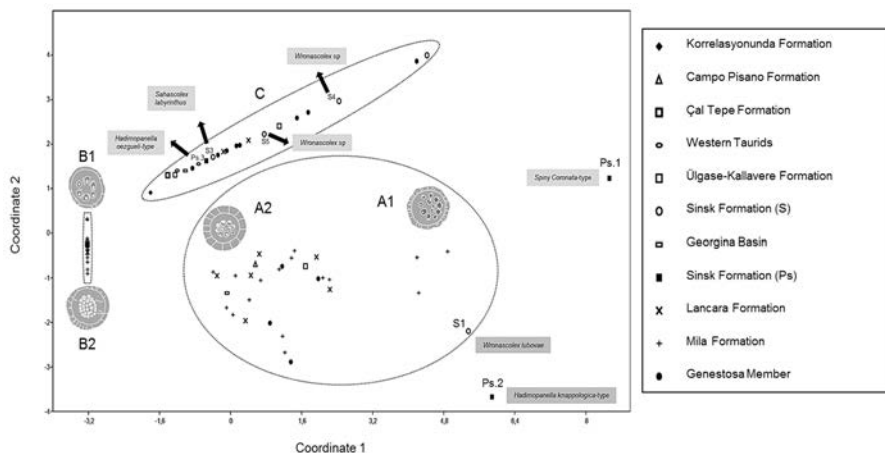 Coordinate 2
4
3
2
1
0
-1
-2
-3
-4
-3,2
-1,6
0
1,6
3,2
4,8
6,4
8
Coordinate 1
Wronascolex sp
Sahascolex
labyrinthus
C
S4
Hadimopanella
oezgueli-type
Ps.3
S3
S5
Wronascolex sp
B1
B2
A2
A1
Ps.1
Spiny Coronata-type
S1
Wronascolex lubovae
Ps.2
Hadimopanella knappologica-type
Korrelasyonunda Formation
Campo Pisano Formation
Çal Tepe Formation
Western Taurids
Ülgase-Kallavere Formation
Sinsk Formation (S)
Georgina Basin
Sinsk Formation (Ps)
Lancara Formation
Mila Formation
Genestosa Member